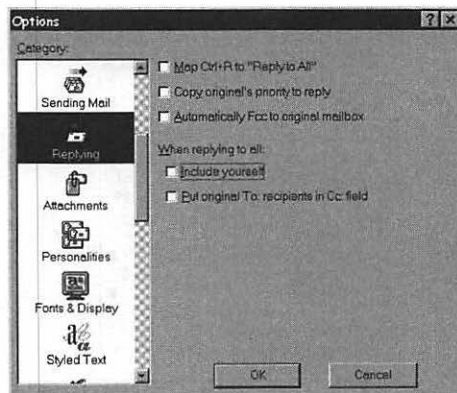 Options
Category:
Sending Mail
Replying
Attachments
Personalities
Fonts & Display
Styled Text
Map Ctrl+R to "Reply to All"
Copy original's priority to reply
Automatically Fcc to original mailbox
When replying to all:
Include yourself
Put original To: recipients in Cc: field
OK
Cancel